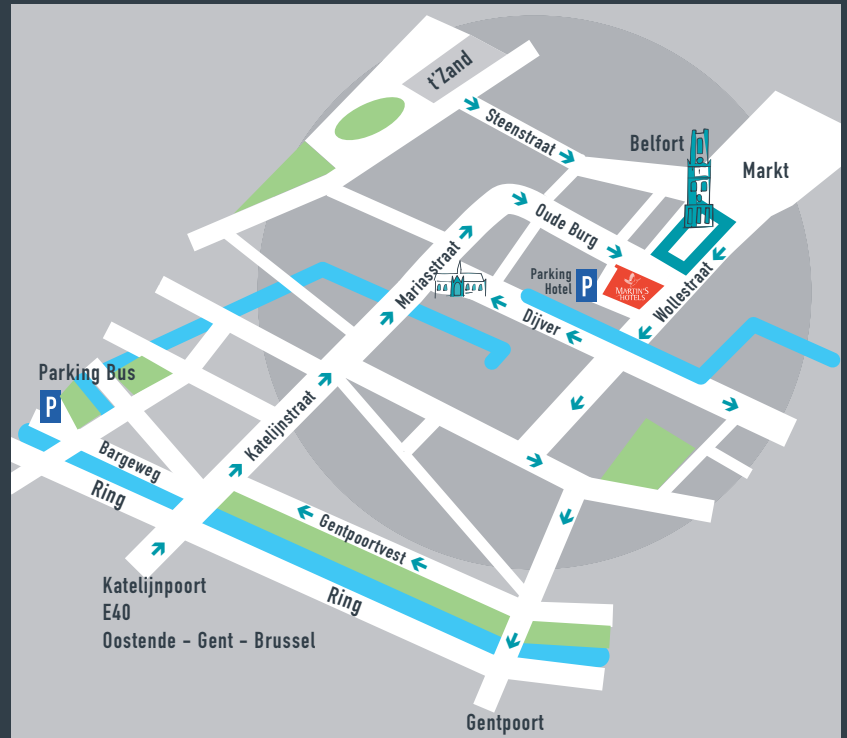 t'Zand
Steenstraat
Belfort
Markt
Oude Burg
Mariasstraat
Parking
Hotel
P
MARTIN'S
HOTELS
Wollestraat
Dijver
Parking Bus
P
Katelijnstraat
Bargeweg
Ring
Gentpoortvest
Ring
Katelijnpoort
E40
Oostende - Gent - Brussel
Gentpoort